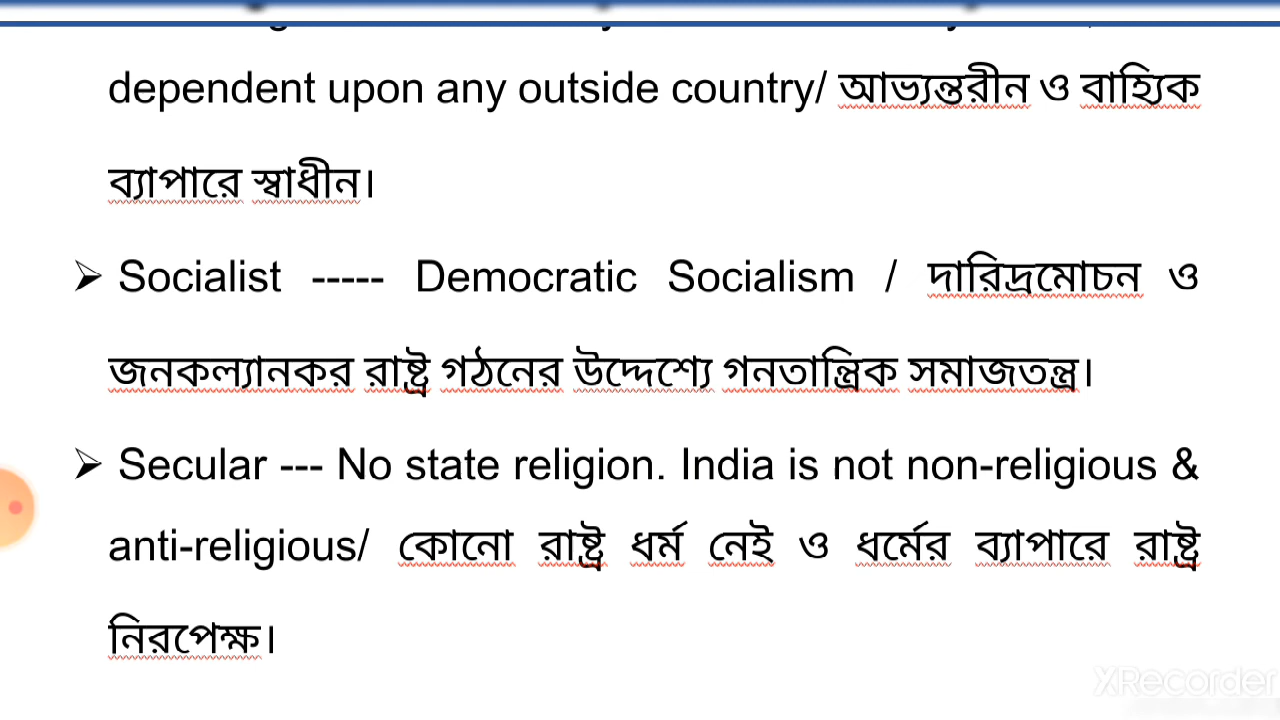 dependent upon any outside country/ আভ্যন্তরীন ও বাহ্যিক
ব্যাপারে স্বাধীন।
➢ Socialist ----- Democratic Socialism / দারিদ্রমোচন ও
জনকল্যানকর রাষ্ট্র গঠনের উদ্দেশ্যে গনতান্ত্রিক সমাজতন্ত্র।
➢ Secular --- No state religion. India is not non-religious &
anti-religious/ কোনো রাষ্ট্র ধর্ম নেই ও ধর্মের ব্যাপারে রাষ্ট্র
নিরপেক্ষ।
XRecorder